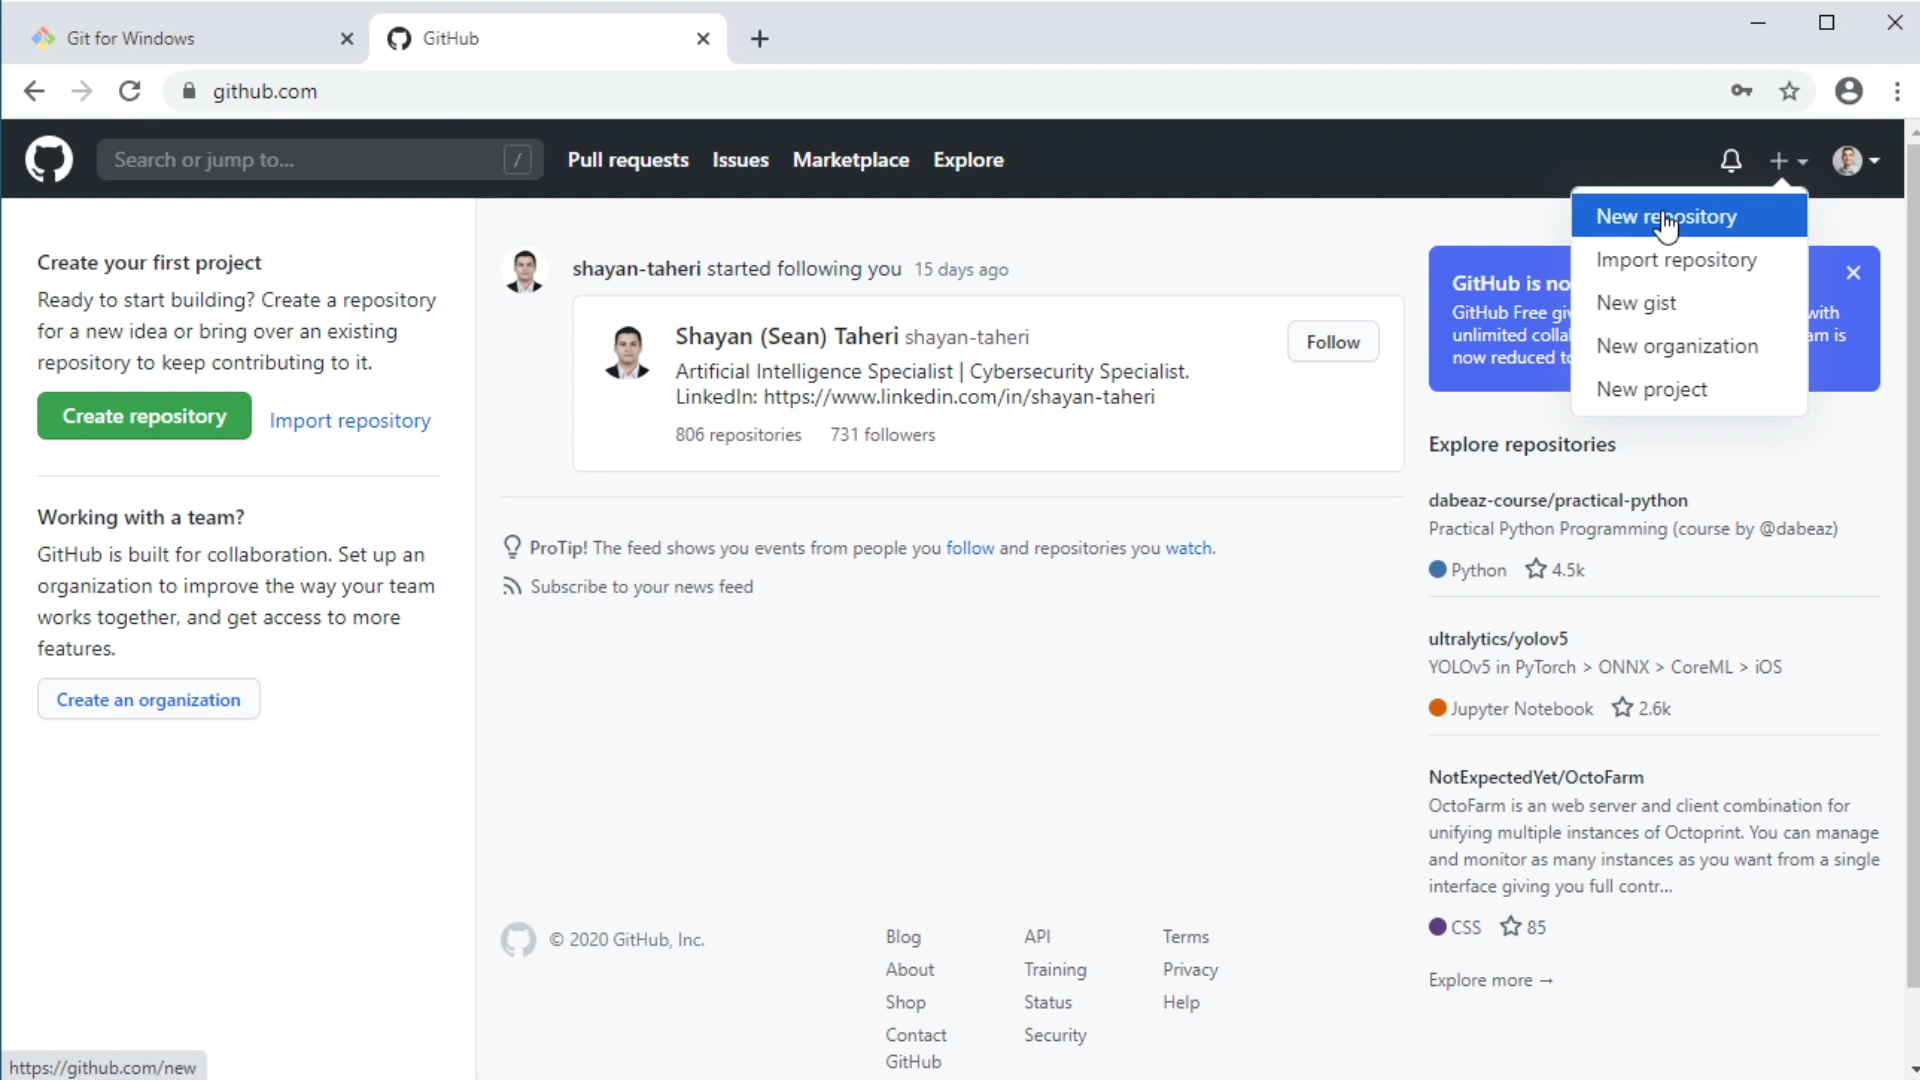 Git for Windows
GitHub
github.com
Search or jump to...
/
Pull requests
Issues
Marketplace
Explore
New repository
Import repository
New gist
New organization
New project
Create your first project
Ready to start building? Create a repository
for a new idea or bring over an existing
repository to keep contributing to it.
Create repository
Import repository
Working with a team?
GitHub is built for collaboration. Set up an
organization to improve the way your team
works together, and get access to more
features.
Create an organization
shayan-taheri started following you 15 days ago
Shayan (Sean) Taheri shayan-taheri
Follow
Artificial Intelligence Specialist | Cybersecurity Specialist.
LinkedIn: https://www.linkedin.com/in/shayan-taheri
806 repositories 731 followers
ProTip! The feed shows you events from people you follow and repositories you watch.
Subscribe to your news feed
GitHub is
GitHub Free with
unlimited is
now reduced
Explore repositories
dabeaz-course/practical-python
Practical Python Programming (course by @dabeaz)
Python 4.5k
ultralytics/yolov5
YOLOv5 in PyTorch > ONNX > CoreML > iOS
Jupyter Notebook 2.6k
NotExpectedYet/OctoFarm
OctoFarm is an web server and client combination for
unifying multiple instances of Octoprint. You can manage
and monitor as many instances as you want from a single
interface giving you full contr...
CSS 85
Explore more →
© 2020 GitHub, Inc.
Blog
About
Shop
Contact
GitHub
API
Training
Status
Security
Terms
Privacy
Help
https://github.com/new